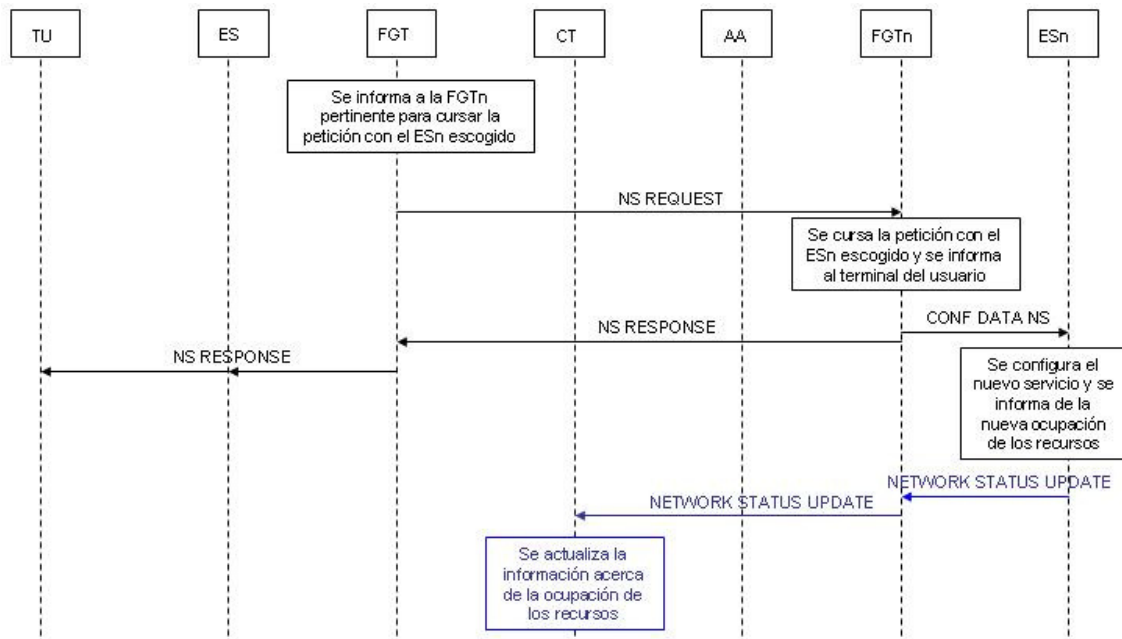 TU
ES
FGT
CT
AA
FGTn
ESn
Se informa a la FGTn
pertinente para cursar la
petición con el ESn escogido
NS REQUEST
Se cursa la petición con el
ESn escogido y se informa
al terminal del usuario
CONF DATA NS
NS RESPONSE
NS RESPONSE
Se configura el
nuevo servicio y se
informa de la
nueva ocupación
de los recursos
NETWORK STATUS UPDATE
NETWORK STATUS UPDATE
Se actualiza la
información acerca
de la ocupación de
los recursos